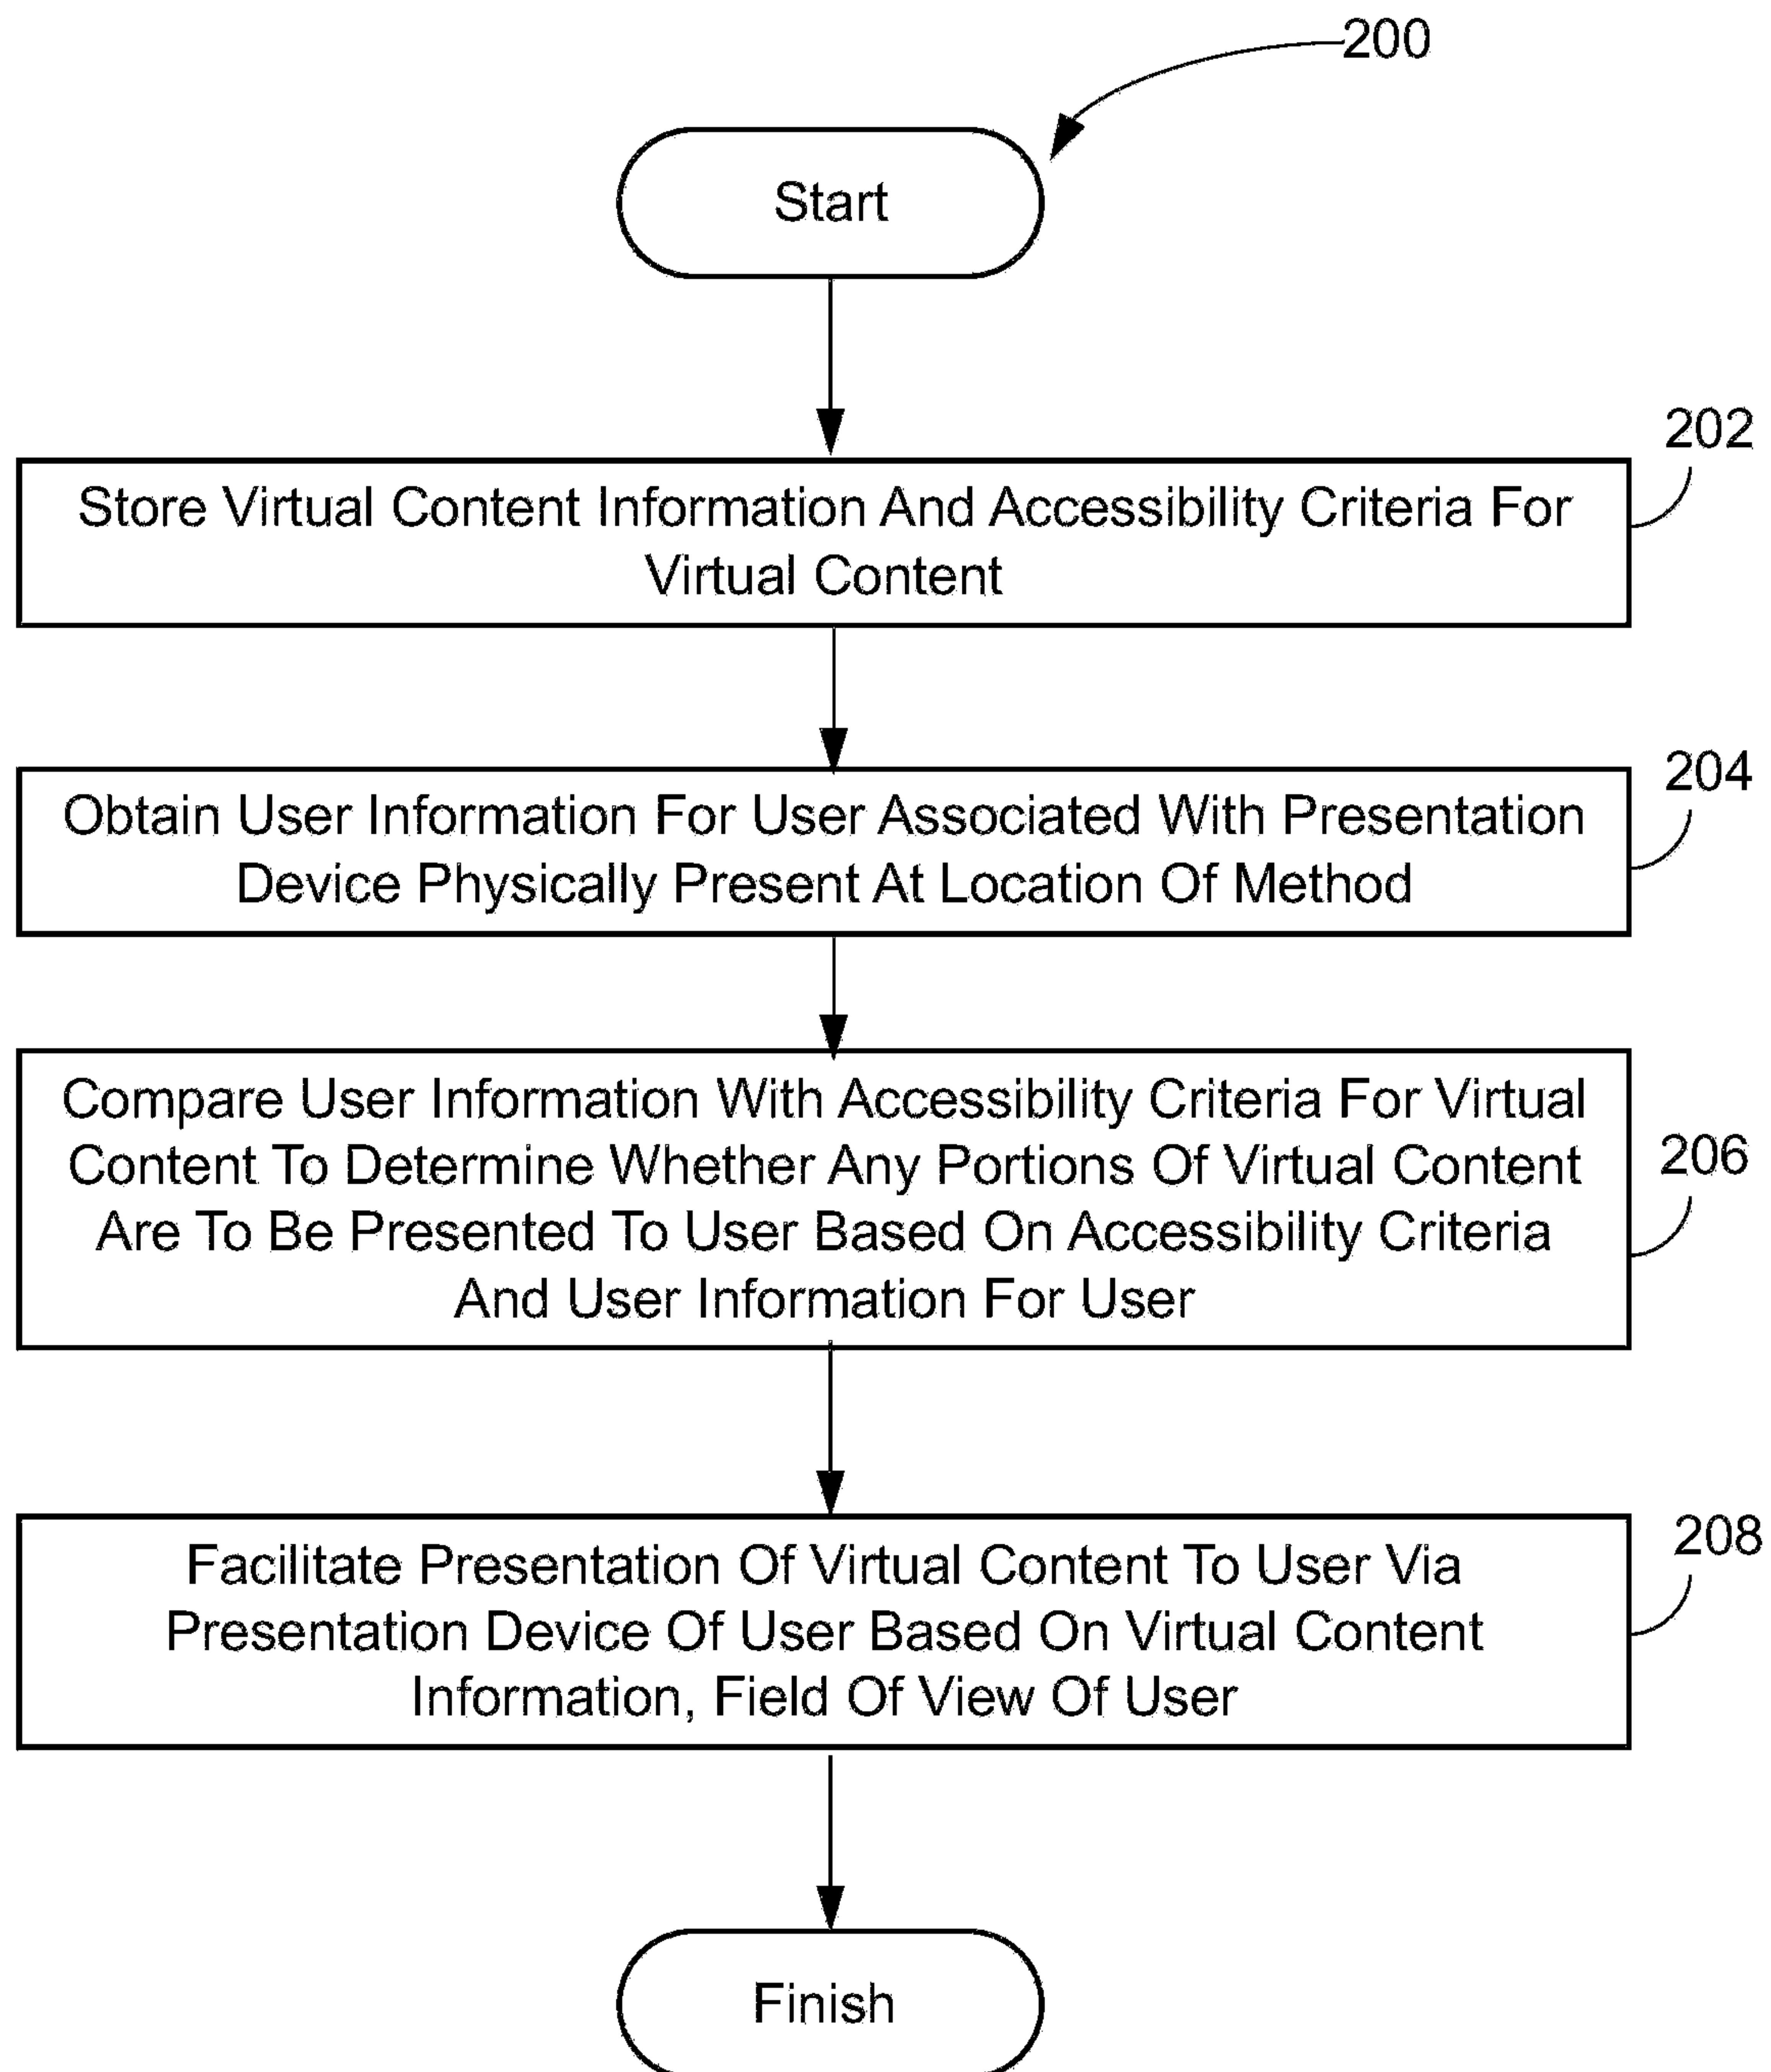 200
Start
202
Store Virtual Content Information And Accessibility Criteria For
Virtual Content
204
Obtain User Information For User Associated With Presentation
Device Physically Present At Location Of Method
Compare User Information With Accessibility Criteria For Virtual
Content To Determine Whether Any Portions Of Virtual Content
206
Are To Be Presented To User Based On Accessibility Criteria
And User Information For User
208
Facilitate Presentation Of Virtual Content To User Via
Presentation Device Of User Based On Virtual Content
Information, Field Of View Of User
Finish